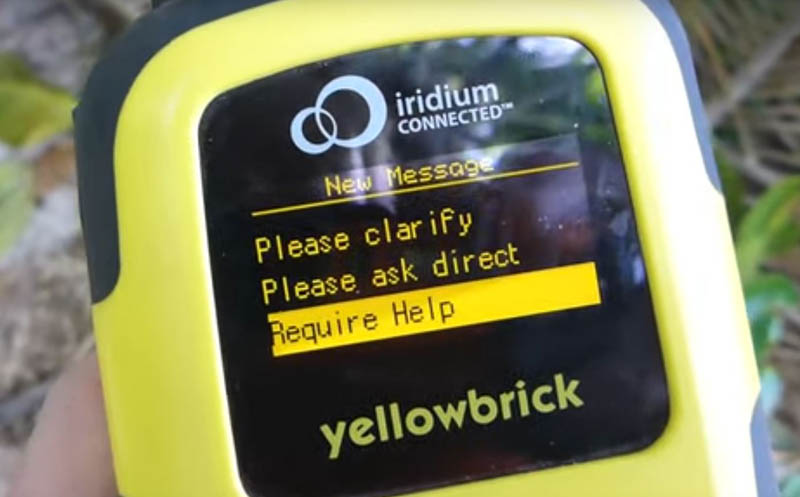 iridium
CONNECTED™
New Message
Please clarify
Please ask direct
Require Help
yellowbrick